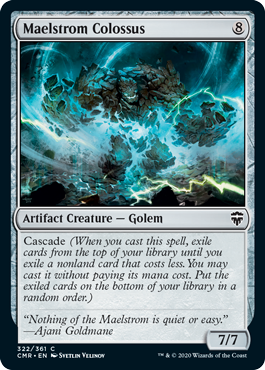 Maelstrom Colossus 8
Artifact Creature — Golem
Cascade (When you cast this spell, exile
cards from the top of your library until you
exile a nonland card that costs less. You may
cast it without paying its mana cost. Put the
exiled cards on the bottom of your library in
a random order.)
"Nothing of the Maelstrom is quiet or easy."
—Ajani Goldmane
7/7
322/361 C
CMR • EN Svetlin Velinov
™ & © 2020 Wizards of the Coast